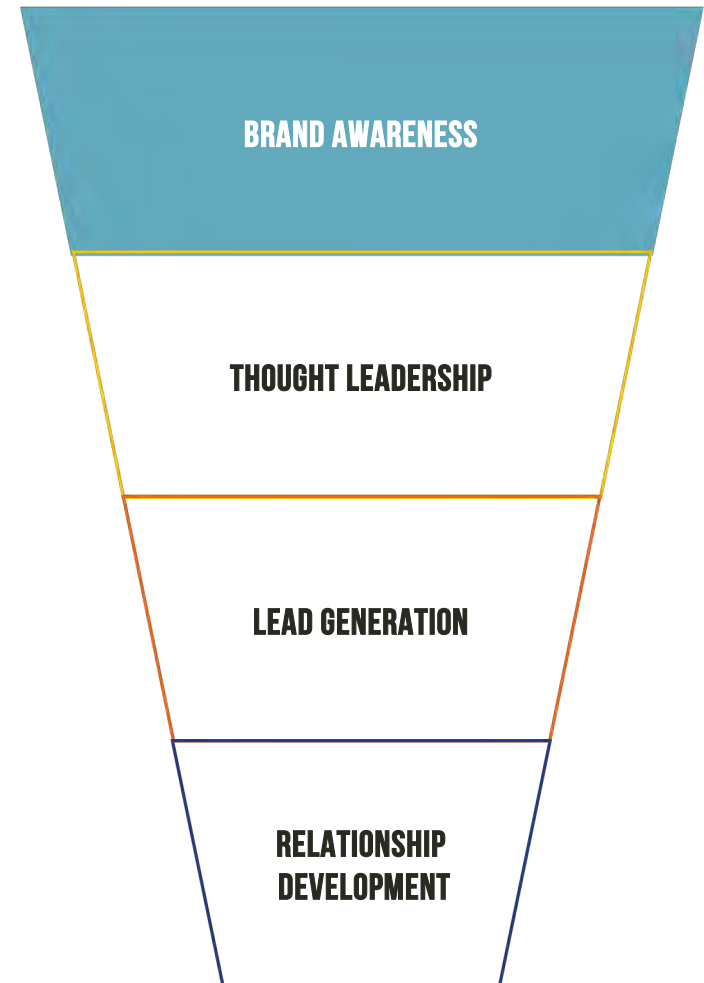 BRAND AWARENESS
THOUGHT LEADERSHIP
LEAD GENERATION
RELATIONSHIP
DEVELOPMENT